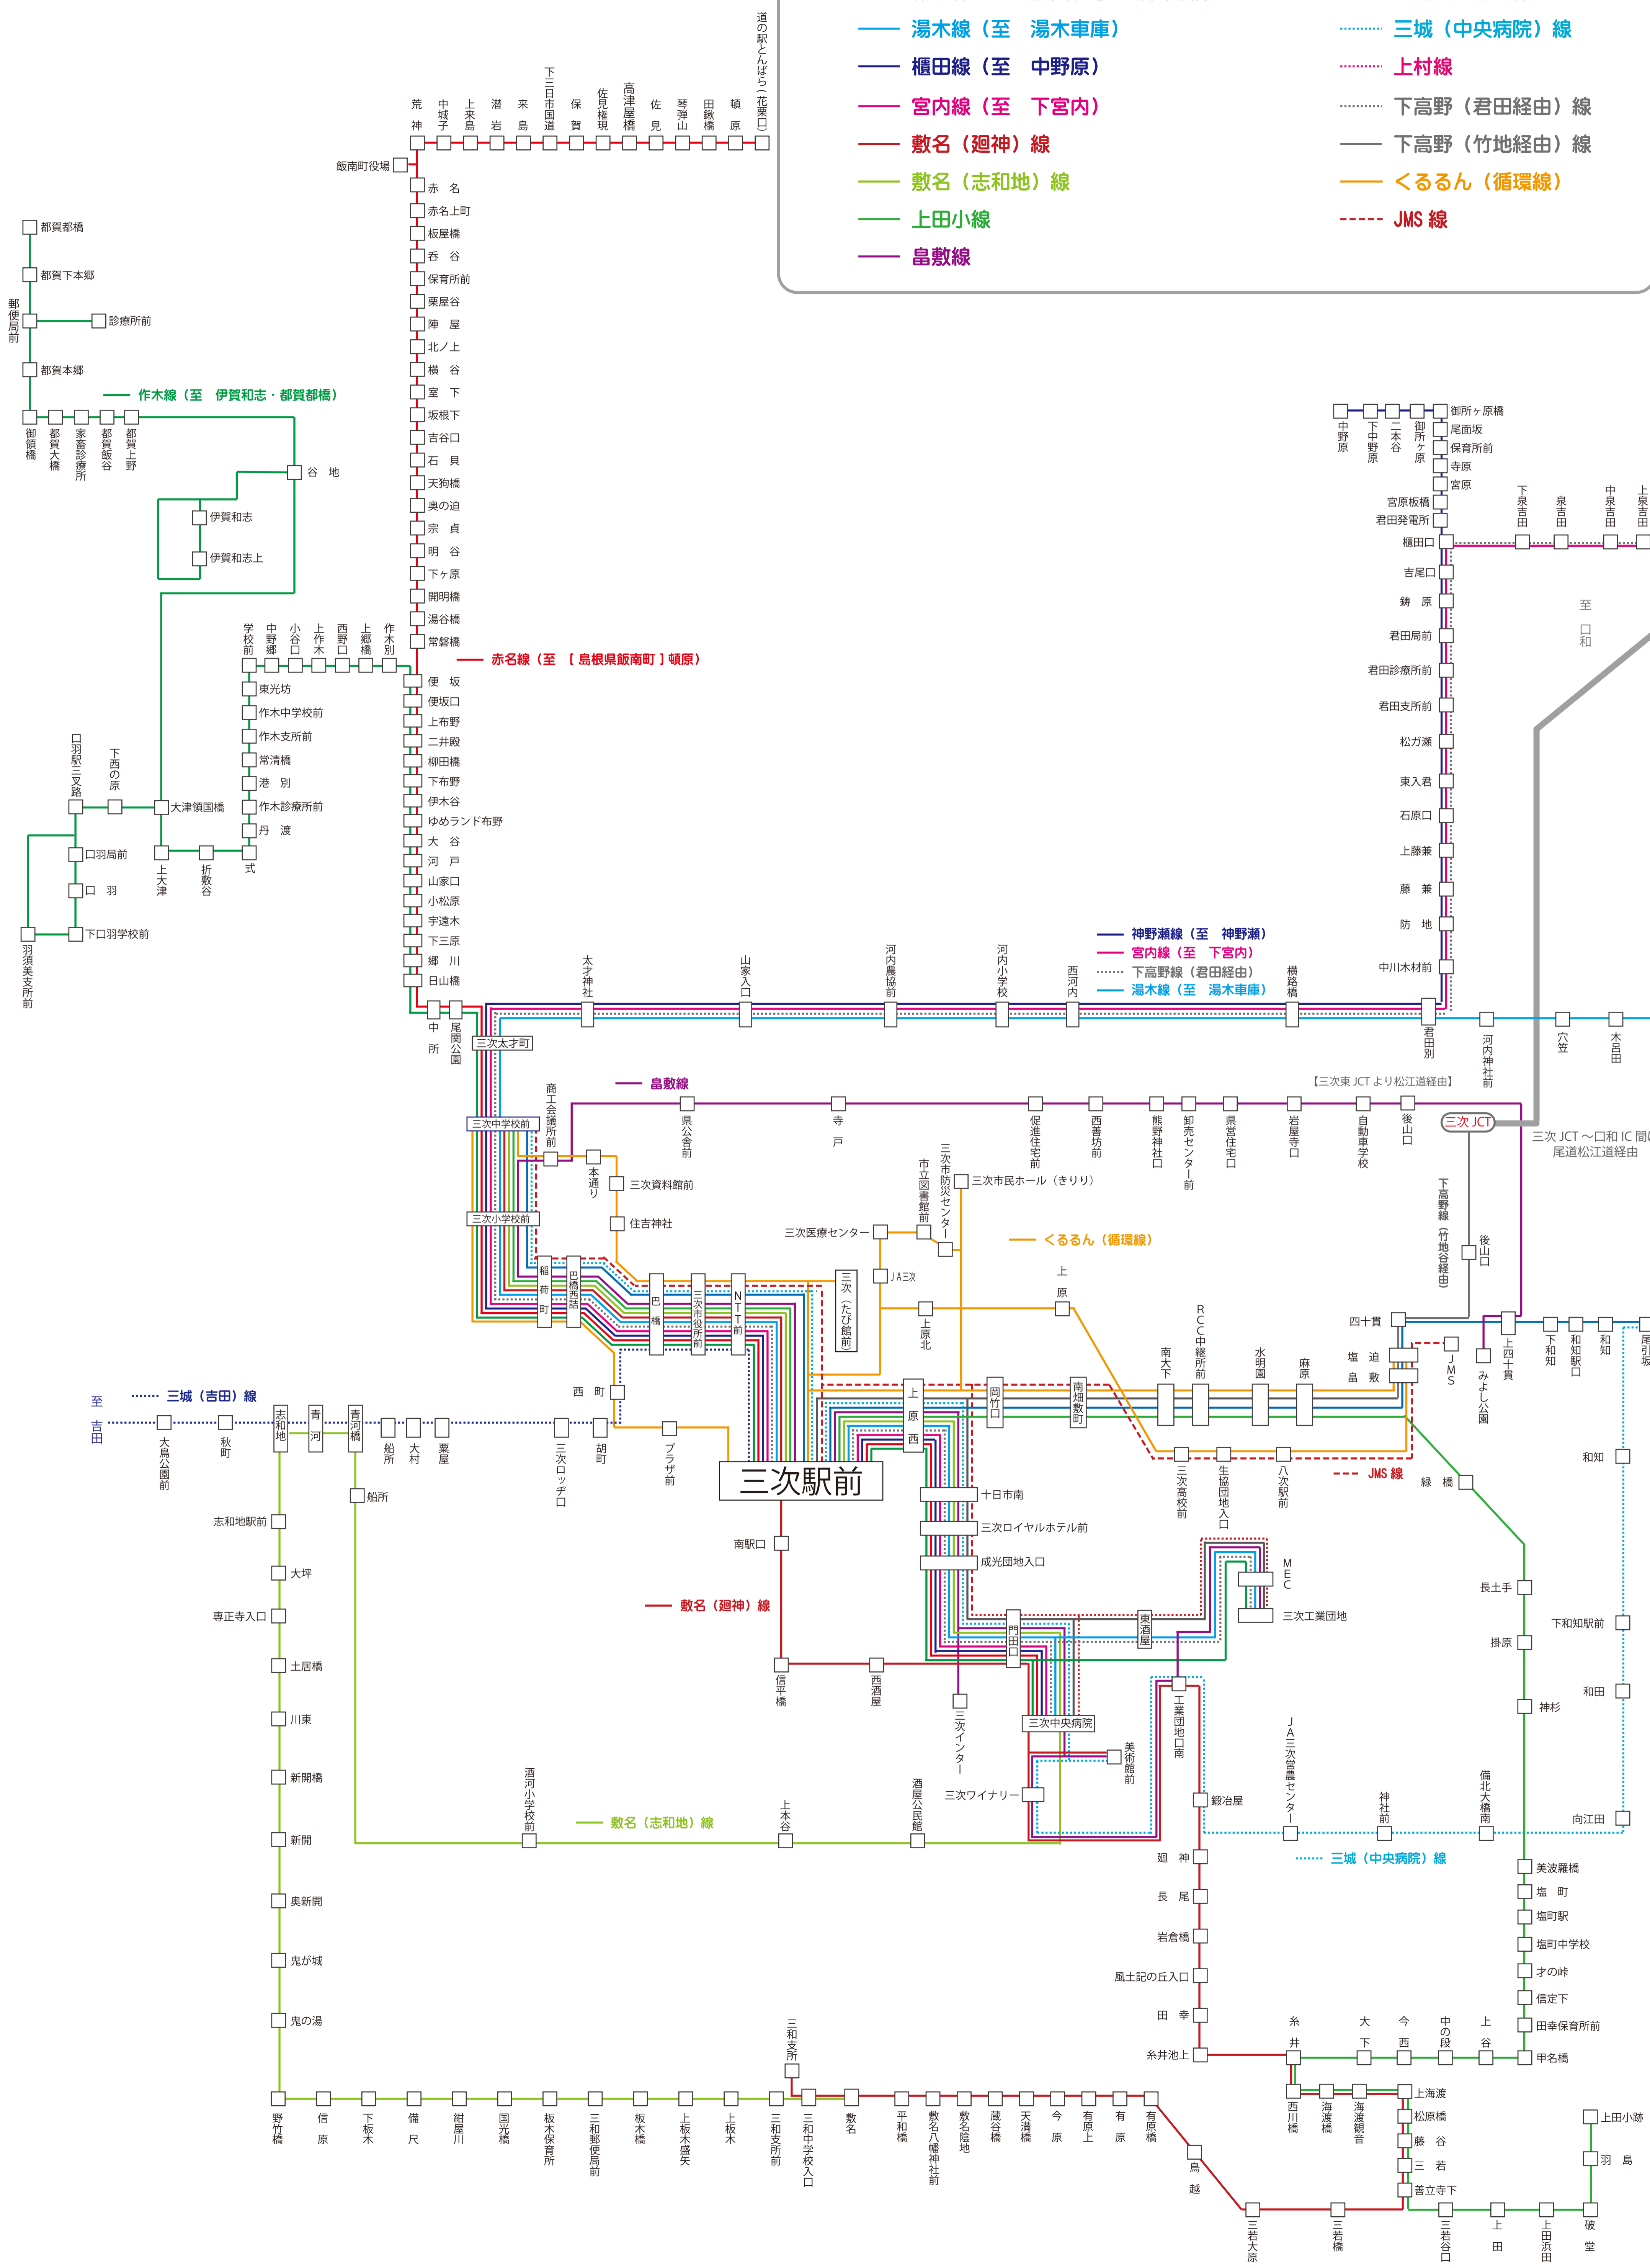 湯木線（至　湯木車庫）
櫃田線（至　中野原）
宮内線（至　下宮内）
敷名（廻神）線
敷名（志和地）線
上田小線
畠敷線
三城（中央病院）線
上村線
下高野（君田経由）線
下高野（竹地経由）線
くるるん（循環線）
JMS 線
荒神
中城子
上来島
潜岩
来島
下三日市国道
保賀
佐見権現
高津屋橋
佐見
琴弾山
田鍬橋
頓原
道の駅とんばら（花栗口）
飯南町役場
赤　名
赤名上町
板屋橋
呑　谷
保育所前
栗屋谷
陣　屋
北ノ上
横　谷
室　下
坂根下
吉谷口
石　貝
天狗橋
奥の迫
宗　貞
明　谷
下ヶ原
開明橋
湯谷橋
常磐橋
赤名線（至　[ 島根県飯南町 ] 頓原）
便　坂
便坂口
上布野
二井殿
柳田橋
下布野
伊木谷
ゆめランド布野
大　谷
河　戸
山家口
小松原
宇遠木
下三原
郷　川
日山橋
中　所
尾関公園
都賀都橋
都賀下本郷
郵便局前
診療所前
都賀本郷
作木線（至　伊賀和志・都賀都橋）
御領橋
都賀大橋
家畜診療所
都賀飯谷
都賀上野
谷　地
伊賀和志
伊賀和志上
学校前
中野郷
小谷口
上作木
西野口
上郷橋
作木別
東光坊
作木中学校前
作木支所前
常清橋
港　別
作木診療所前
丹　渡
式
口羽駅三叉路
下西の原
大津領国橋
上大津
折敷谷
口羽局前
口　羽
下口羽学校前
羽須美支所前
中野原
下中野原
二本谷
御所ヶ原
御所ヶ原橋
尾面坂
保育所前
寺原
宮原
宮原板橋
君田発電所
櫃田口
下泉吉田
泉吉田
中泉吉田
上泉吉田
吉尾口
鋳　原
君田局前
君田診療所前
君田支所前
松ガ瀬
東入君
石原口
上藤兼
藤　兼
防　地
中川木材前
至　口和
神野瀬線（至　神野瀬）
宮内線（至　下宮内）
下高野線（君田経由）
湯木線（至　湯木車庫）
太才神社
山家入口
河内農協前
河内小学校
西河内
横路橋
君田別
河内神社前
穴笠
木呂田
三次太才町
三次中学校前
三次小学校前
畠敷線
商工会議所前
県公舎前
寺　戸
促進住宅前
西善坊前
熊野神社口
卸売センター前
県営住宅口
岩屋寺口
自動車学校
後山口
【三次東 JCT より松江道経由】
三次 JCT
三次 JCT ～口和 IC 間は
尾道松江道経由
下高野線（竹地谷経由）
後山口
本通り
三次資料館前
住吉神社
三次医療センター
市立図書館前
三次市防災センター
三次市民ホール（きりり）
ＪＡ三次
くるるん（循環線）
上原北
上　原
稲荷町
巴橋西詰
巴橋
三次市役所前
ＮＴＴ前
三次（たび館前）
西　町
プラザ前
三次駅前
上原西
岡竹口
南畑敷町
南大下
ＲＣＣ中継所前
水明園
麻原
四十貫
塩　迫
畠　敷
ＪＭＳ
みよし公園
上四十貫
下和知
和知駅口
和知
尾引坂
至　吉田
三城（吉田）線
大鳥公園前
秋町
志和地
青河
青河橋
船所
大村
粟屋
三次ロッヂ口
胡町
船所
三次高校前
生協団地入口
八次駅前
JMS 線
緑　橋
和知
下和知駅前
和田
向江田
長土手
掛原
神杉
十日市南
三次ロイヤルホテル前
成光団地入口
南駅口
敷名（廻神）線
信平橋
西酒屋
門田口
東酒屋
ＭＥＣ
三次工業団地
三次インター
三次中央病院
工業団地口南
美術館前
三次ワイナリー
ＪＡ三次営農センター
神社前
備北大橋南
三城（中央病院）線
志和地駅前
大坪
専正寺入口
土居橋
川東
新開橋
新開
奥新開
鬼が城
鬼の湯
酒河小学校前
上本谷
酒屋公民館
敷名（志和地）線
鍛冶屋
廻　神
長　尾
岩倉橋
風土記の丘入口
田　幸
糸井池上
美波羅橋
塩　町
塩町駅
塩町中学校
才の峠
信定下
田幸保育所前
甲名橋
糸　井
大　下
今　西
中の段
上　谷
西川橋
海渡橋
海渡観音
上海渡
松原橋
藤　谷
三　若
善立寺下
三若谷口
上　田
上田浜田
破　堂
羽　島
上田小跡
野竹橋
信　原
下板木
備　尺
紺屋川
国光橋
板木保育所
三和郵便局前
板木橋
上板木盛矢
上板木
三和支所前
三和支所
三和中学校入口
敷名
平和橋
敷名八幡神社前
敷名陰地
蔵谷橋
天満橋
今　原
有原上
有　原
有原橋
鳥　越
三若大原
三若橋